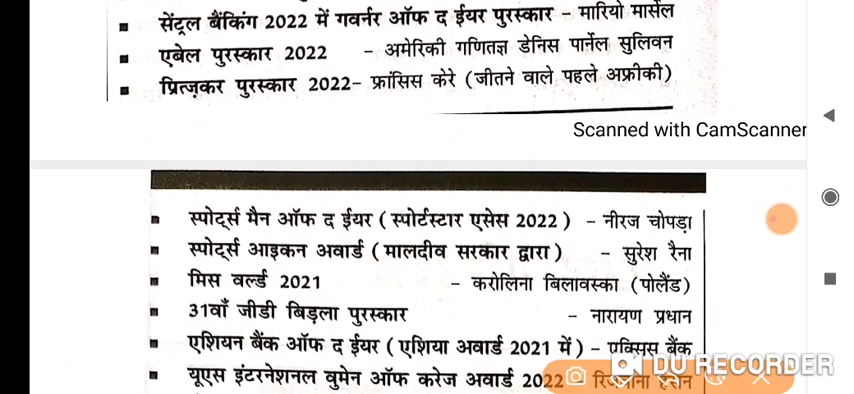 सेंट्रल बैंकिंग 2022 में गवर्नर ऑफ द ईयर पुरस्कार - मारियो मार्सेल
एबेल पुरस्कार 2022 - अमेरिकी गणितज्ञ डेनिस पार्नेल सुलिवन
प्रित्ज़कर पुरस्कार 2022- फ्रांसिस केरे (जीतने वाले पहले अफ्रीकी)
Scanned with CamScanner
स्पोर्ट्स मैन ऑफ द ईयर (स्पोर्टस्टार एसेस 2022) - नीरज चोपड़ा
स्पोर्ट्स आइकन अवार्ड (मालदीव सरकार द्वारा) - सुरेश रैना
मिस वर्ल्ड 2021 - करोलिना बिलावस्का (पोलैंड)
31वाँ जीडी बिड़ला पुरस्कार - नारायण प्रधान
एशियन बैंक ऑफ द ईयर (एशिया अवार्ड 2021 में) - एक्सिस बैंक
DU RECORDER
यूएस इंटरनेशनल वुमेन ऑफ करेज अवार्ड 2022 -